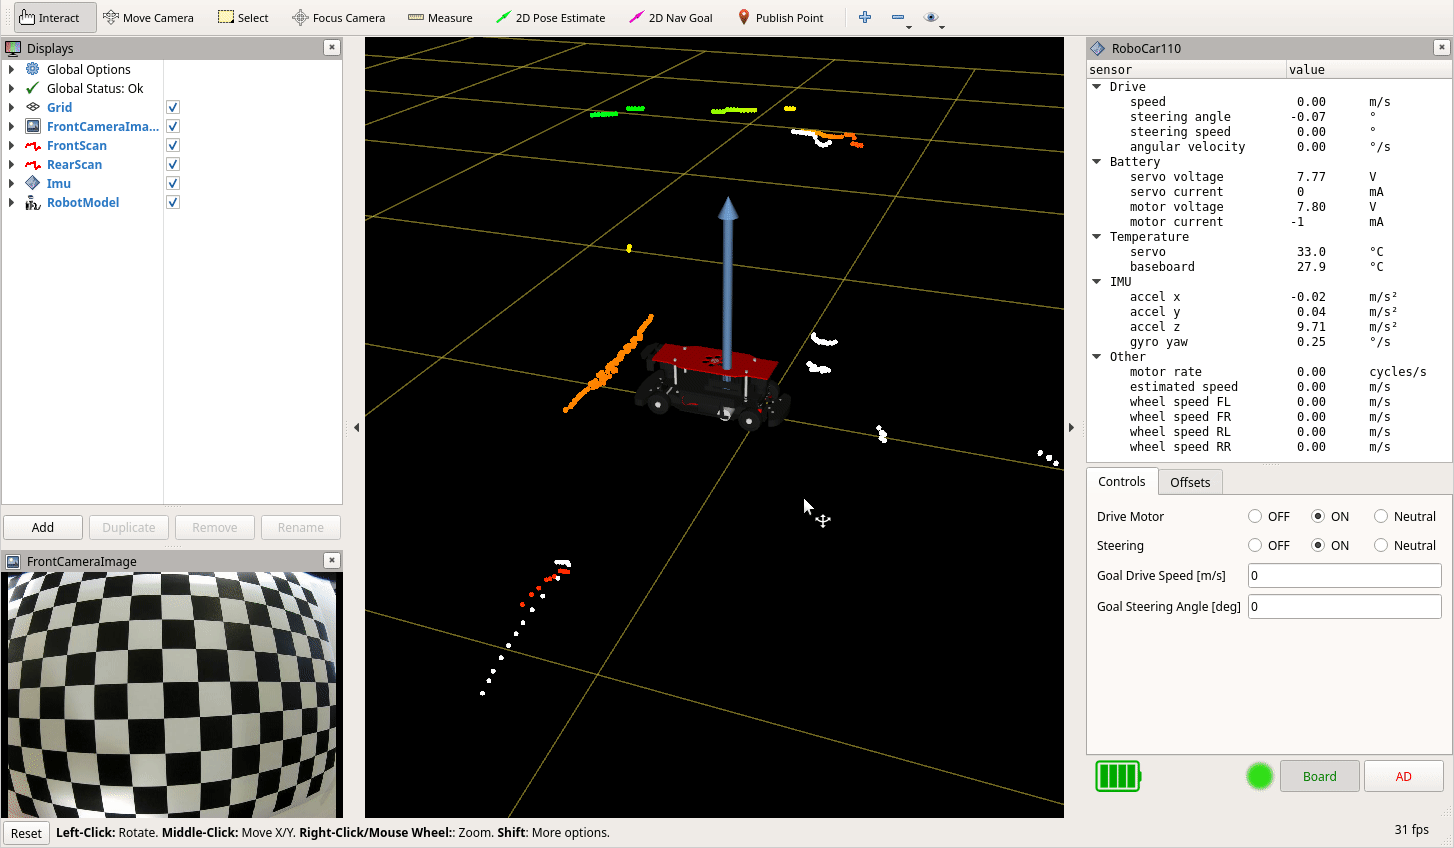 Interact Move Camera Select Focus Camera Measure 2D Pose Estimate 2D Nav Goal Publish Point
Displays
Global Options
Global Status: Ok
Grid
FrontCameraIma...
FrontScan
RearScan
Imu
RobotModel
Add Duplicate Remove Rename
FrontCameraImage
RoboCar110
sensor value
Drive
speed 0.00 m/s
steering angle -0.07 °
steering speed 0.00 °
angular velocity 0.00 °/s
Battery
servo voltage 7.77 V
servo current 0 mA
motor voltage 7.80 V
motor current -1 mA
Temperature
servo 33.0 °C
baseboard 27.9 °C
IMU
accel x -0.02 m/s²
accel y 0.04 m/s²
accel z 9.71 m/s²
gyro yaw 0.25 °/s
Other
motor rate 0.00 cycles/s
estimated speed 0.00 m/s
wheel speed FL 0.00 m/s
wheel speed FR 0.00 m/s
wheel speed RL 0.00 m/s
wheel speed RR 0.00 m/s
Controls Offsets
Drive Motor OFF ON Neutral
Steering OFF ON Neutral
Goal Drive Speed [m/s] 0
Goal Steering Angle [deg] 0
Board AD
Reset Left-Click: Rotate. Middle-Click: Move X/Y. Right-Click/Mouse Wheel:: Zoom. Shift: More options. 31 fps